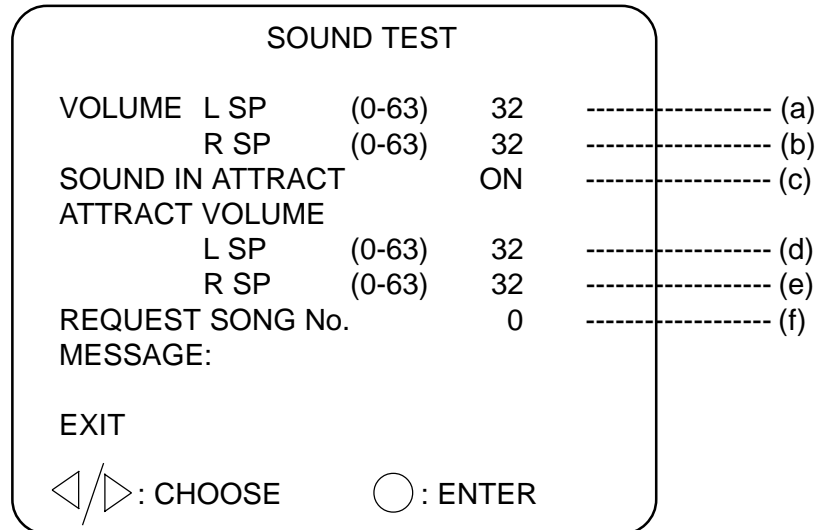 SOUND TEST
VOLUME L SP (0-63) 32 ------------------- (a)
R SP (0-63) 32 ------------------- (b)
SOUND IN ATTRACT ON ------------------- (c)
ATTRACT VOLUME
L SP (0-63) 32 ------------------- (d)
R SP (0-63) 32 ------------------- (e)
REQUEST SONG No. 0 ------------------- (f)
MESSAGE:
EXIT
◁/▷: CHOOSE ◯: ENTER